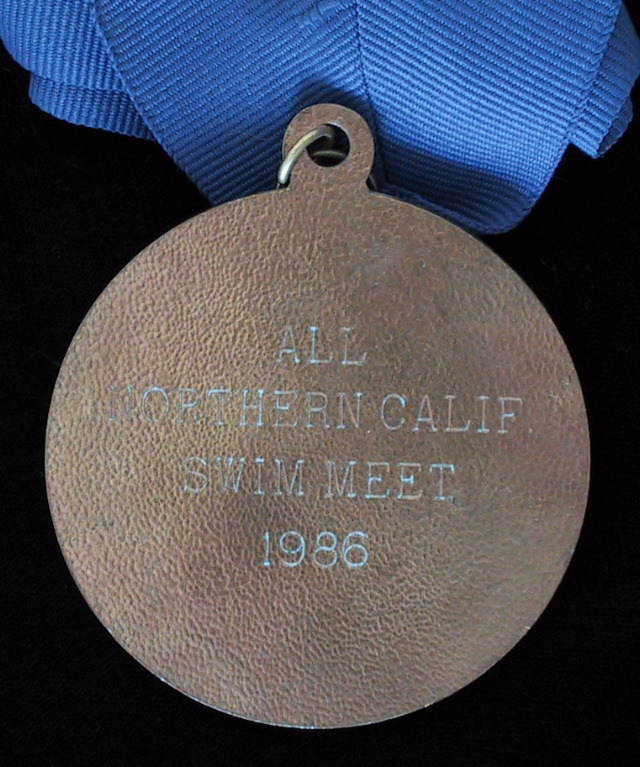 ALL
NORTHERN CALIF.
SWIM MEET
1986